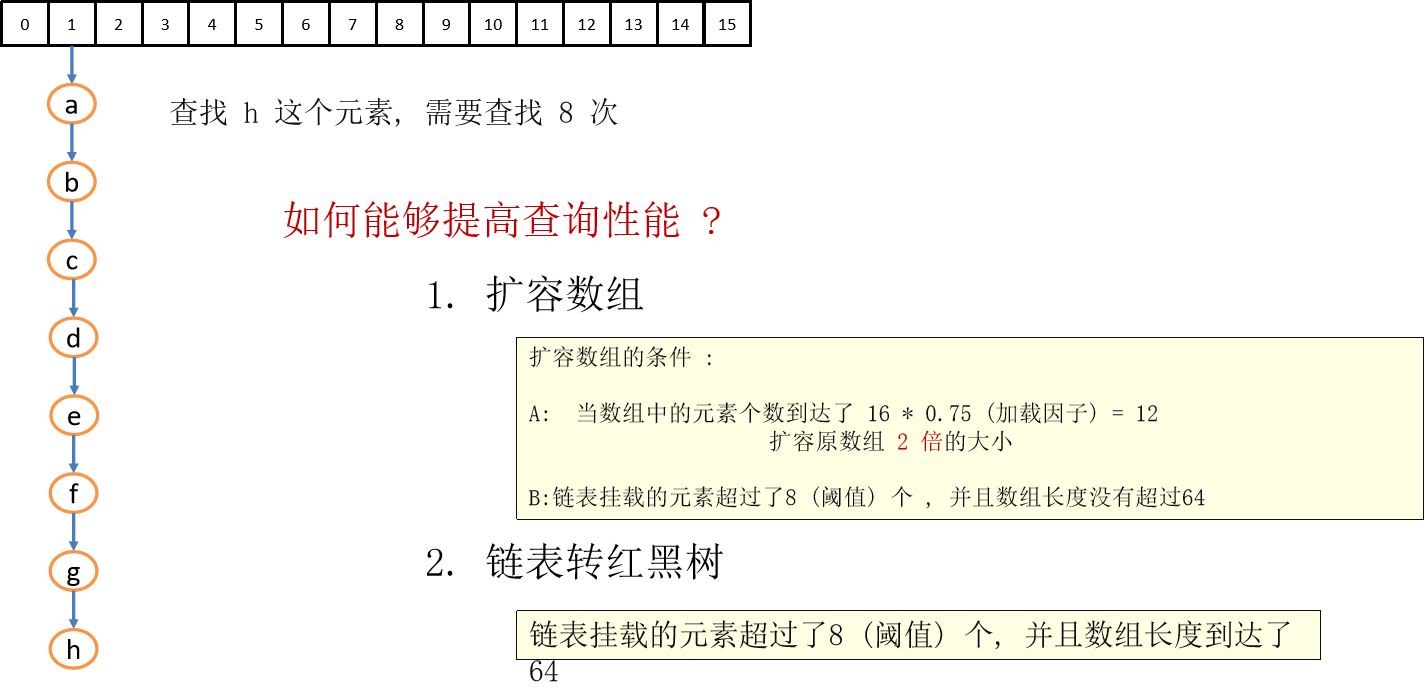 0 1 2 3 4 5 6 7 8 9 10 11 12 13 14 15
a
查找 h 这个元素, 需要查找 8 次
b
如何能够提高查询性能 ?
c
1. 扩容数组
d
扩容数组的条件 :
e
A: 当数组中的元素个数到达了 16 * 0.75 (加载因子) = 12
扩容原数组 2 倍的大小
f
B:链表挂载的元素超过了8 (阈值) 个 , 并且数组长度没有超过64
g
2. 链表转红黑树
h
链表挂载的元素超过了8 (阈值) 个, 并且数组长度到达了
64